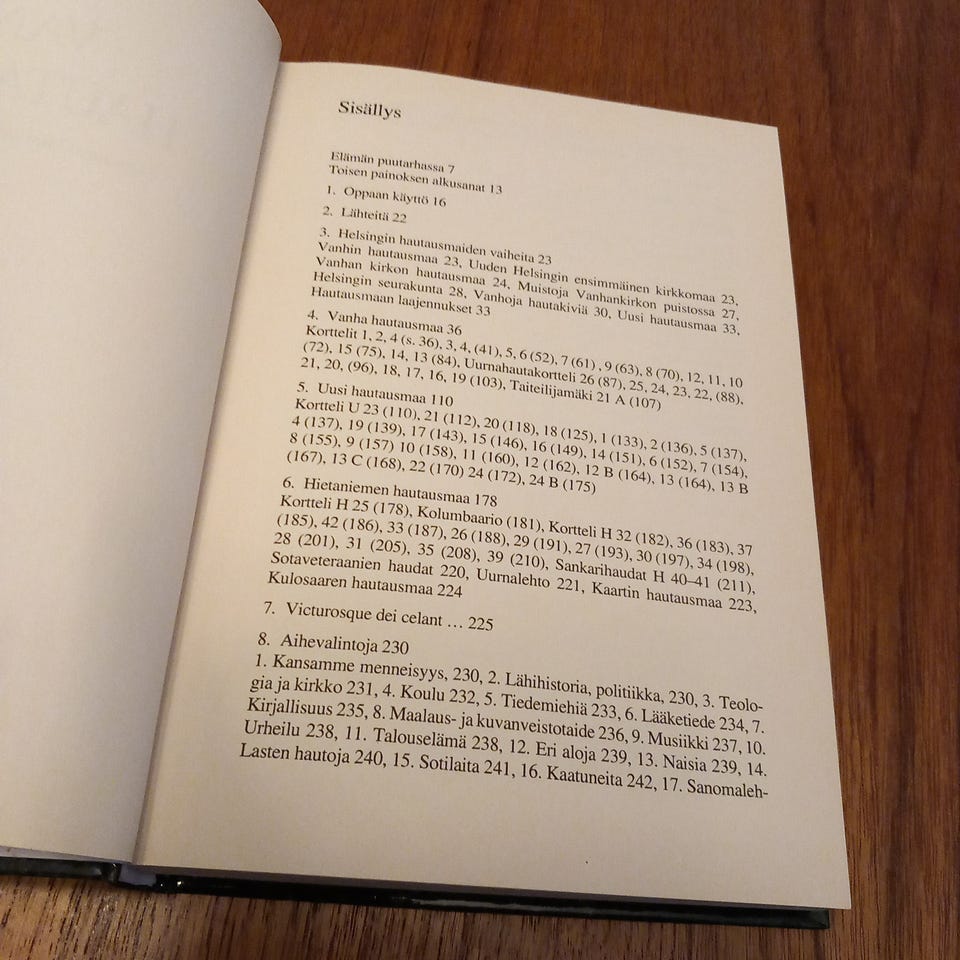 Sisällys
Elämän puutarhassa 7
Toisen painoksen alkusanat 13
1. Oppaan käyttö 16
2. Lähteitä 22
3. Helsingin hautausmaiden vaiheita 23
Vanhin hautausmaa 23, Uuden Helsingin ensimmäinen kirkkomaa 23,
Vanhan kirkon hautausmaa 24, Muistoja Vanhankirkon puistossa 27,
Helsingin seurakunta 28, Vanhoja hautakiviä 30, Uusi hautausmaa 33,
Hautausmaan laajennukset 33
4. Vanha hautausmaa 36
Korttelit 1, 2, 4 (s. 36), 3, 4, (41), 5, 6 (52), 7 (61) , 9 (63), 8 (70), 12, 11, 10
(72), 15 (75), 14, 13 (84), Uurnahautakortteli 26 (87), 25, 24, 23, 22, (88),
21, 20, (96), 18, 17, 16, 19 (103), Taiteilijamäki 21 A (107)
5. Uusi hautausmaa 110
Kortteli U 23 (110), 21 (112), 20 (118), 18 (125), 1 (133), 2 (136), 5 (137),
4 (137), 19 (139), 17 (143), 15 (146), 16 (149), 14 (151), 6 (152), 7 (154),
8 (155), 9 (157) 10 (158), 11 (160), 12 (162), 12 B (164), 13 (164), 13 B
(167), 13 C (168), 22 (170) 24 (172), 24 B (175)
6. Hietaniemen hautausmaa 178
Kortteli H 25 (178), Kolumbaario (181), Kortteli H 32 (182), 36 (183), 37
(185), 42 (186), 33 (187), 26 (188), 29 (191), 27 (193), 30 (197), 34 (198),
28 (201), 31 (205), 35 (208), 39 (210), Sankarihaudat H 40–41 (211),
Sotaveteraanien haudat 220, Uurnalehto 221, Kaartin hautausmaa 223,
Kulosaaren hautausmaa 224
7. Victurosque dei celant … 225
8. Aihevalintoja 230
1. Kansamme menneisyys, 230, 2. Lähihistoria, politiikka, 230, 3. Teolo-
gia ja kirkko 231, 4. Koulu 232, 5. Tiedemiehiä 233, 6. Lääketiede 234, 7.
Kirjallisuus 235, 8. Maalaus- ja kuvanveistotaide 236, 9. Musiikki 237, 10.
Urheilu 238, 11. Talouselämä 238, 12. Eri aloja 239, 13. Naisia 239, 14.
Lasten hautoja 240, 15. Sotilaita 241, 16. Kaatuneita 242, 17. Sanomaleh-